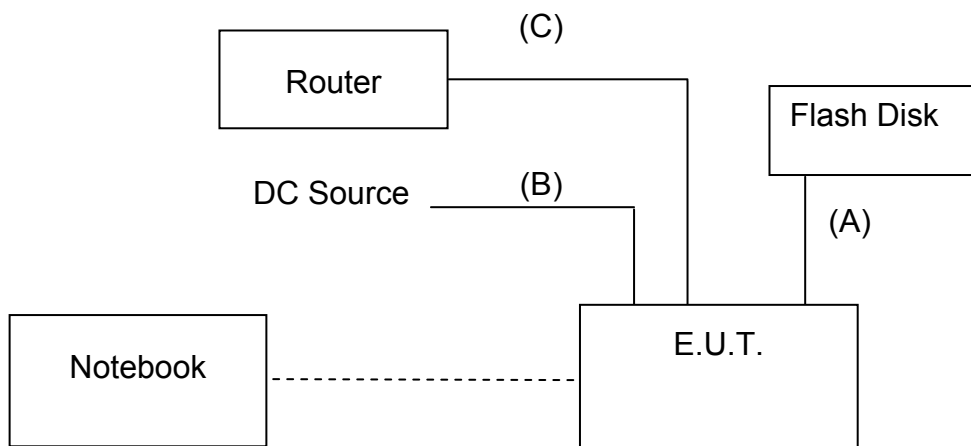 (C)
Router
Flash Disk
DC Source
(B)
(A)
E.U.T.
Notebook